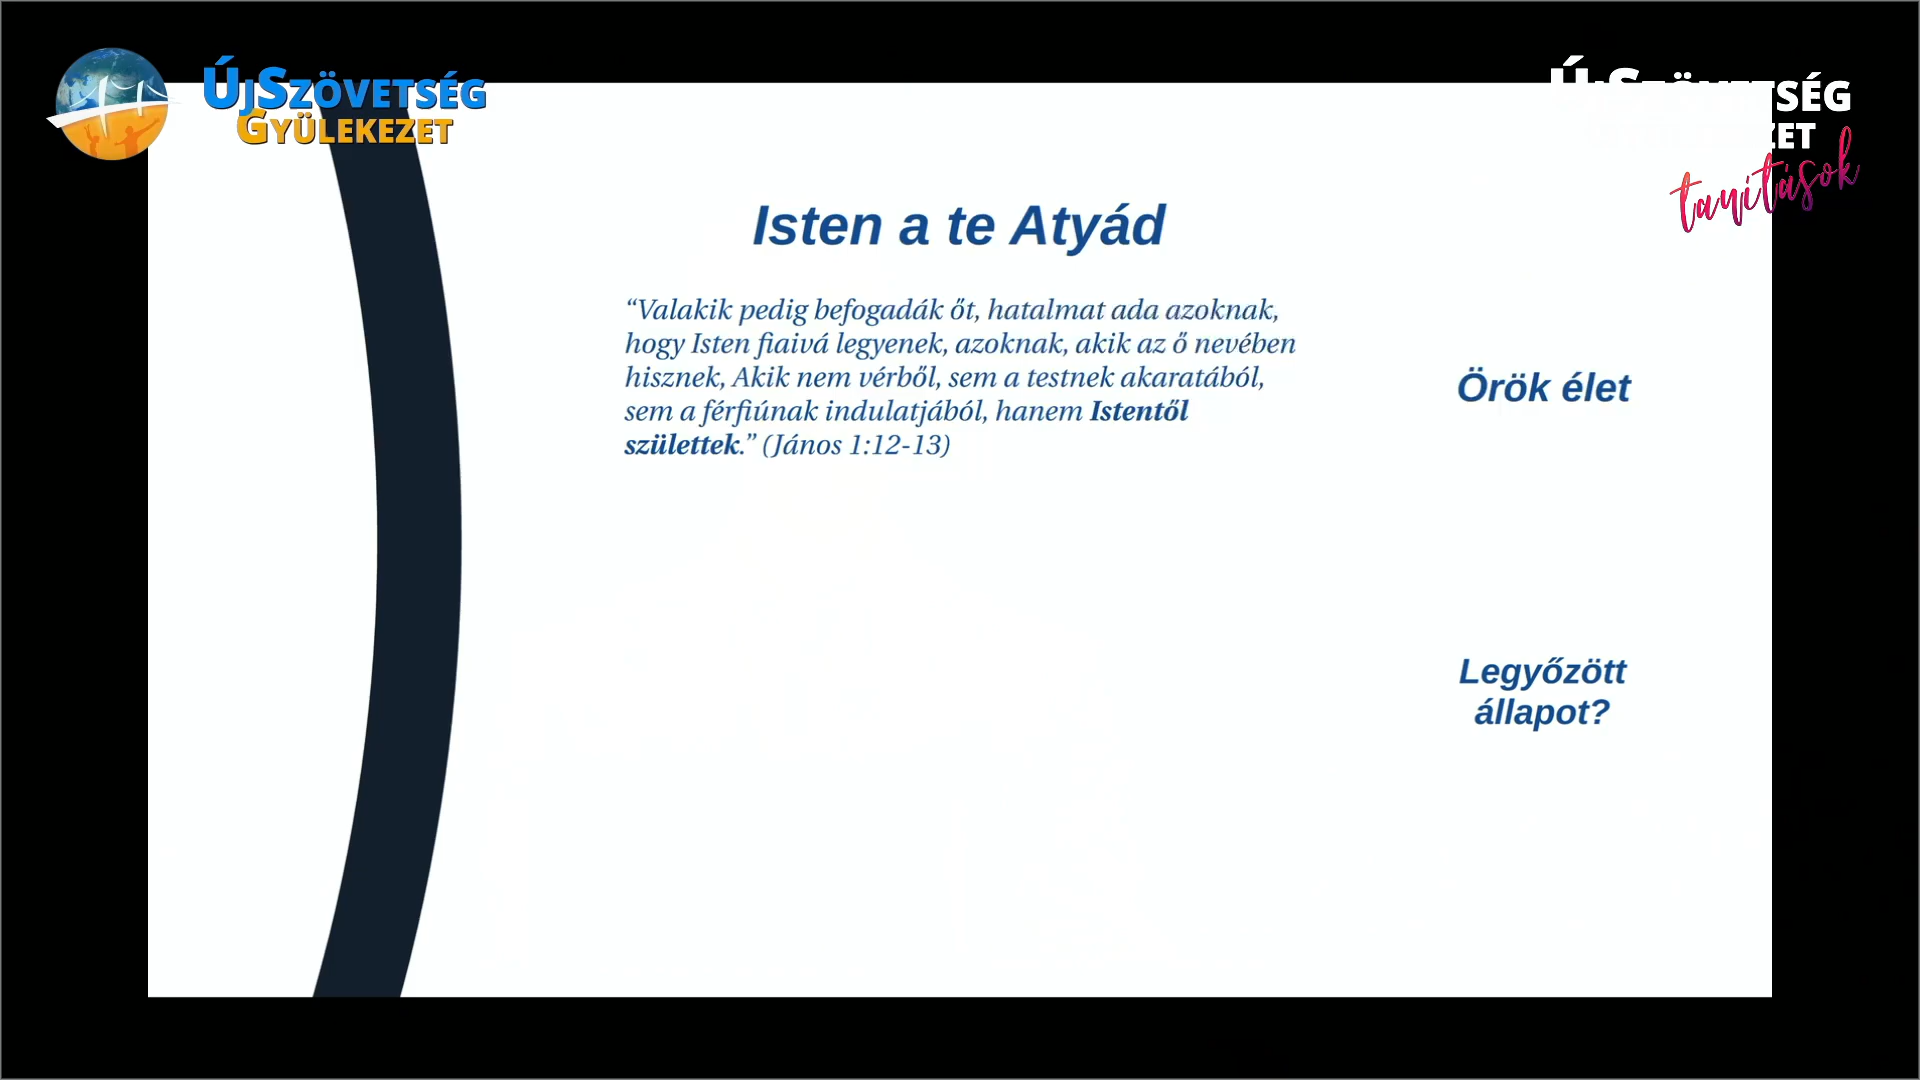 ÚJSZÖVETSÉG
GYÜLEKEZET
ÚJSZÖVETSÉG
ZET
tanítások
Isten a te Atyád
“Valakik pedig befogadák őt, hatalmat ada azoknak,
hogy Isten fiaivá legyenek, azoknak, akik az ő nevében
hisznek, Akik nem vérből, sem a testnek akaratából,
sem a férfiúnak indulatjából, hanem Istentől
születtek.” (János 1:12-13)
Örök élet
Legyőzött
állapot?